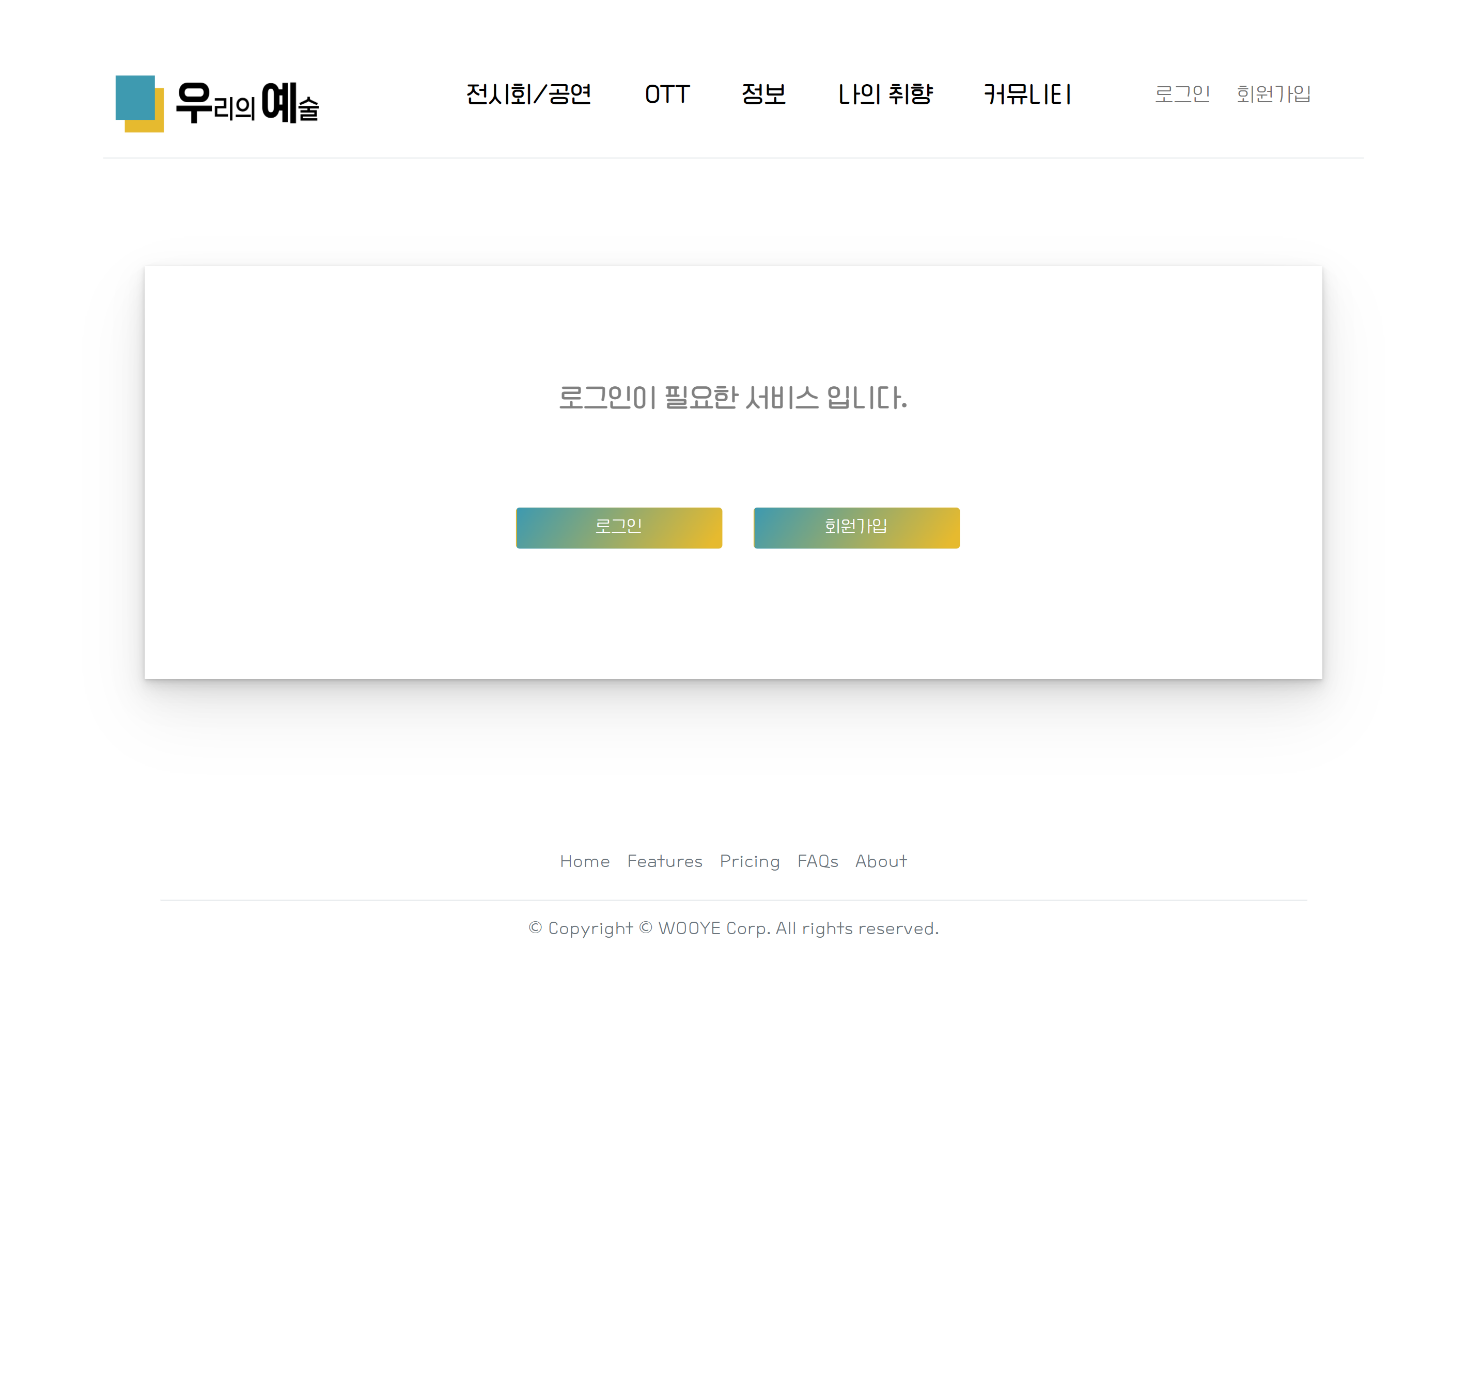 우리의 예술 전시회/공연 OTT 정보 나의 취향 커뮤니티 로그인 회원가입
로그인이 필요한 서비스 입니다.
로그인 회원가입
Home Features Pricing FAQs About
© Copyright © WOOYE Corp. All rights reserved.